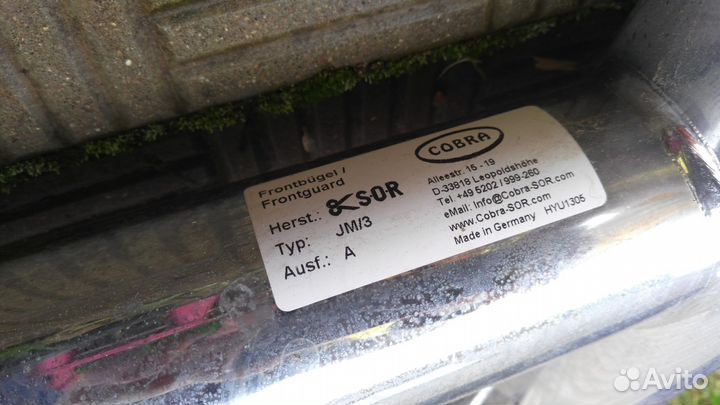 Frontbügel /
Frontguard
Herst.: SOR
Typ: JM/3
Ausf.: A
COBRA
Alleestr. 15 - 19
D-33818 Leopoldshöhe
Tel +49 5202 / 999-260
eMail: Info@Cobra-SOR.com
www.Cobra-SOR.com
Made in Germany HYU1305
Avito